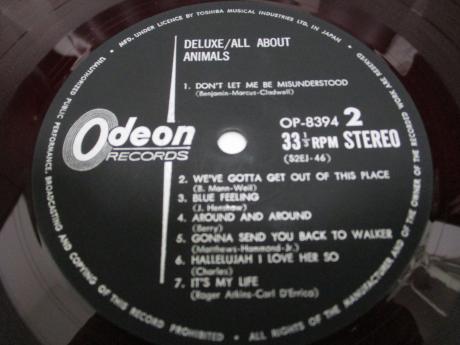 • MFD. UNDER LICENCE BY TOSHIBA MUSICAL INDUSTRIES LTD. IN JAPAN •
UNAUTHORIZED PUBLIC PERFORMANCE, BROADCASTING AND COPYING OF THIS RECORD PROHIBITED • ALL RIGHTS OF THE MANUFACTURER AND OF THE OWNER OF THE RECORDED WORK ARE RESERVED
DELUXE/ALL ABOUT
ANIMALS
1. DON'T LET ME BE MISUNDERSTOOD
(Benjamin-Marcus-Cladwell)
Odeon
RECORDS
OP-8394 2
33 1/3 RPM STEREO
(S2EJ-46)
2. WE'VE GOTTA GET OUT OF THIS PLACE
(B. Mann-Weil)
3. BLUE FEELING
(J. Henshaw)
4. AROUND AND AROUND
(Berry)
5. GONNA SEND YOU BACK TO WALKER
(Matthews-Hammond-Jr.)
6. HALLELUJAH I LOVE HER SO
(Charles)
7. IT'S MY LIFE
(Roger Atkins-Carl D'Errico)